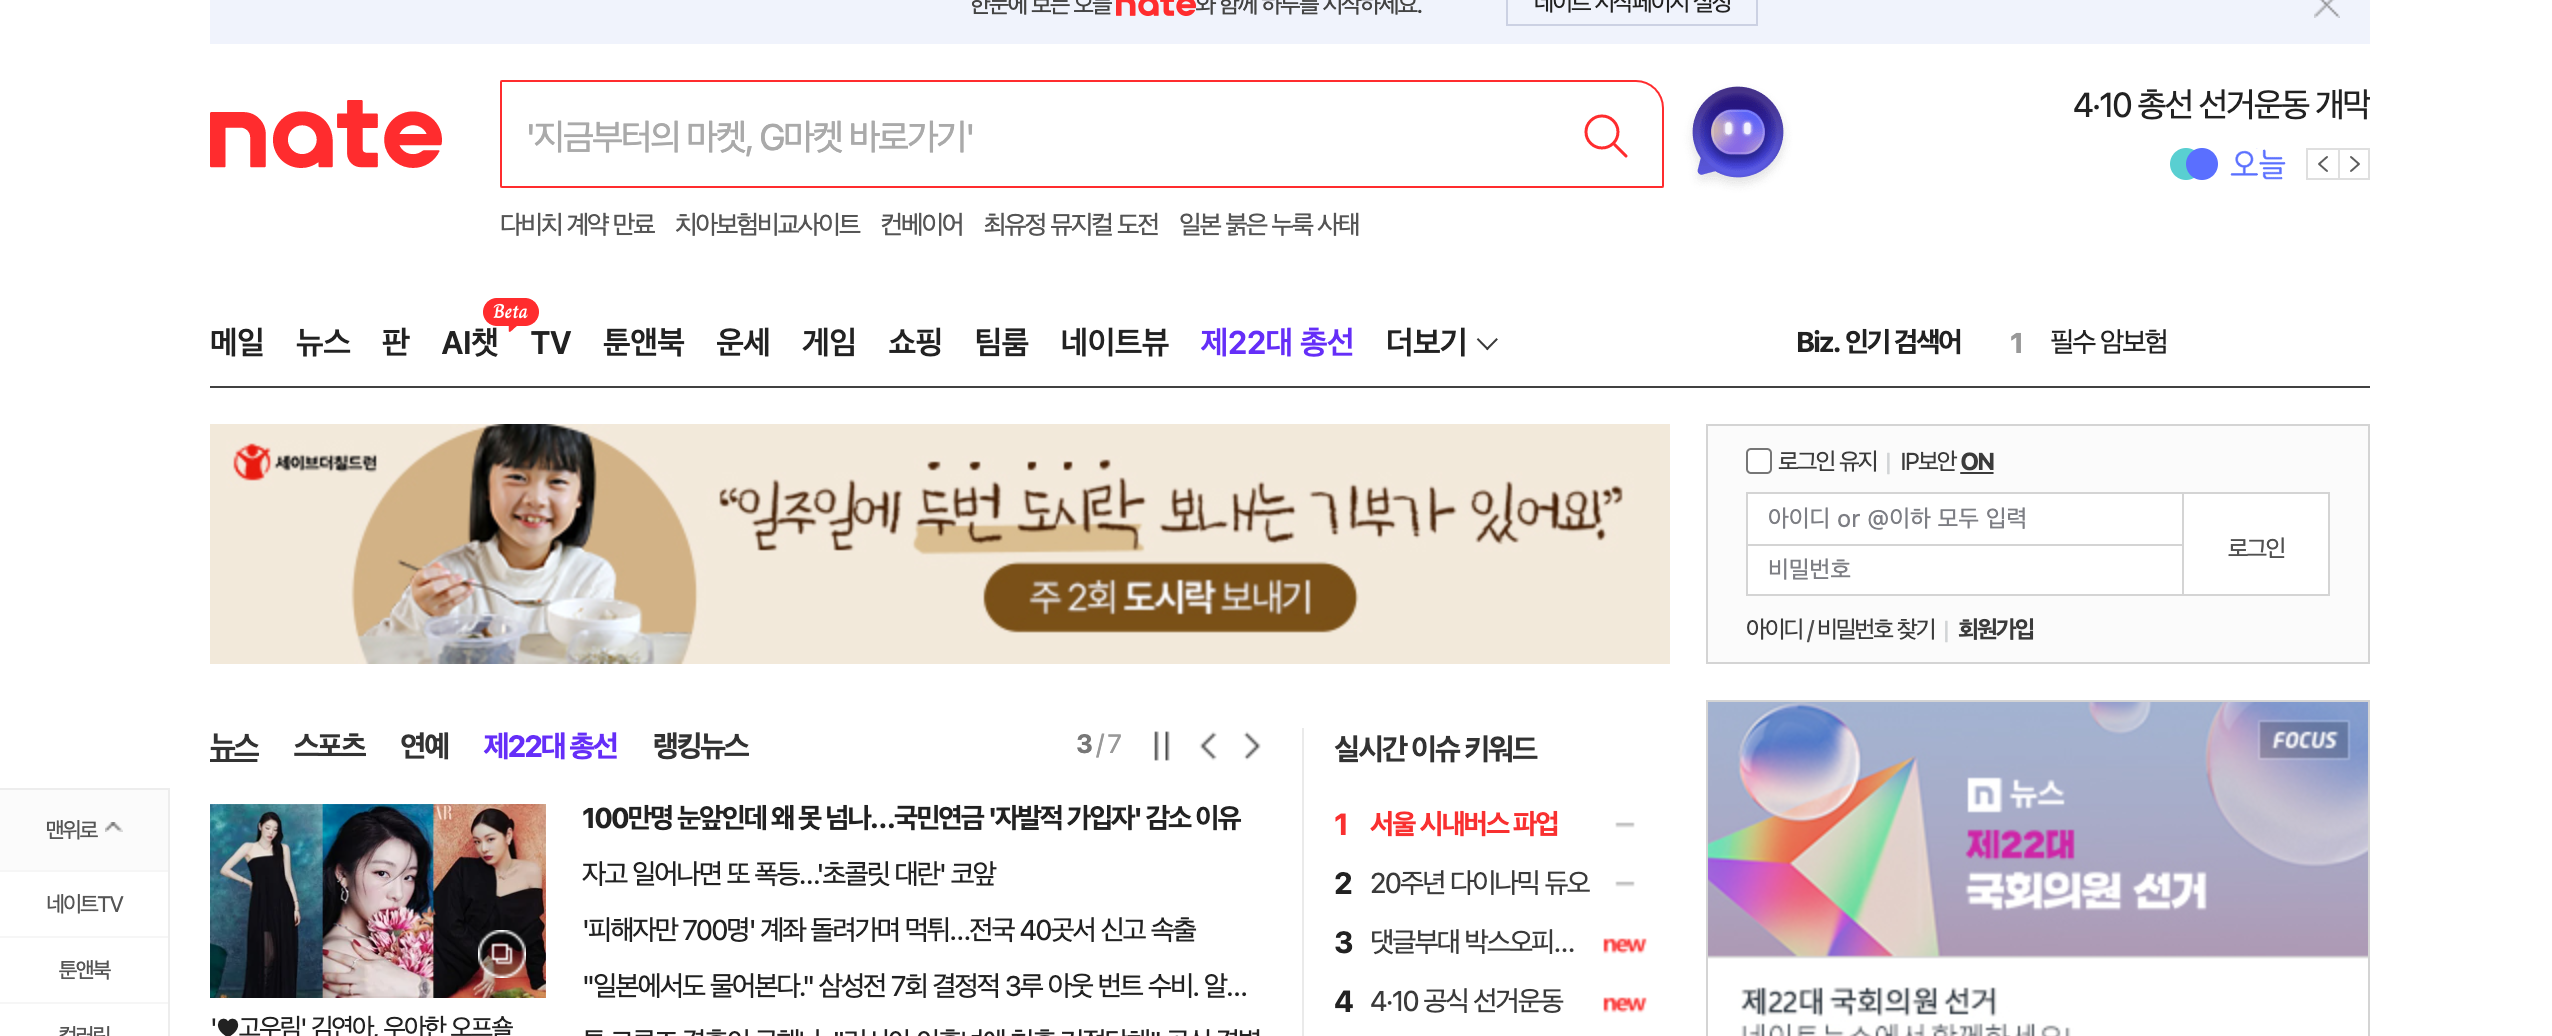 한눈에 보는 오늘 nate와 함께 하루를 시작하세요.
네이트 시작페이지 설정
nate
'지금부터의 마켓, G마켓 바로가기'
4·10 총선 선거운동 개막
오늘
다비치 계약 만료 치아보험비교사이트 컨베이어 최유정 뮤지컬 도전 일본 붉은 누룩 사태
Beta
메일 뉴스 판 AI챗 TV 툰앤북 운세 게임 쇼핑 팀룸 네이트뷰 제22대 총선 더보기
Biz. 인기 검색어 1 필수 암보험
세이브더칠드런
“일주일에 두번 도시락 보내는 기부가 있어요!”
주 2회 도시락 보내기
로그인 유지 | IP보안 ON
아이디 or @이하 모두 입력
비밀번호
로그인
아이디 / 비밀번호 찾기 | 회원가입
뉴스 스포츠 연예 제22대 총선 랭킹뉴스
3/7
100만명 눈앞인데 왜 못 넘나...국민연금 '자발적 가입자' 감소 이유
자고 일어나면 또 폭등...'초콜릿 대란' 코앞
'피해자만 700명' 계좌 돌려가며 먹튀...전국 40곳서 신고 속출
"일본에서도 물어본다." 삼성전 7회 결정적 3루 아웃 번트 수비. 알...
'♥고우림' 김연아, 우아한 오프숄
실시간 이슈 키워드
1 서울 시내버스 파업
2 20주년 다이나믹 듀오
3 댓글부대 박스오피... new
4 4·10 공식 선거운동 new
FOCUS
n 뉴스
제22대
국회의원 선거
제22대 국회의원 선거
네이트뉴스에서 함께하세요!
맨위로
네이트TV
툰앤북
컬러링